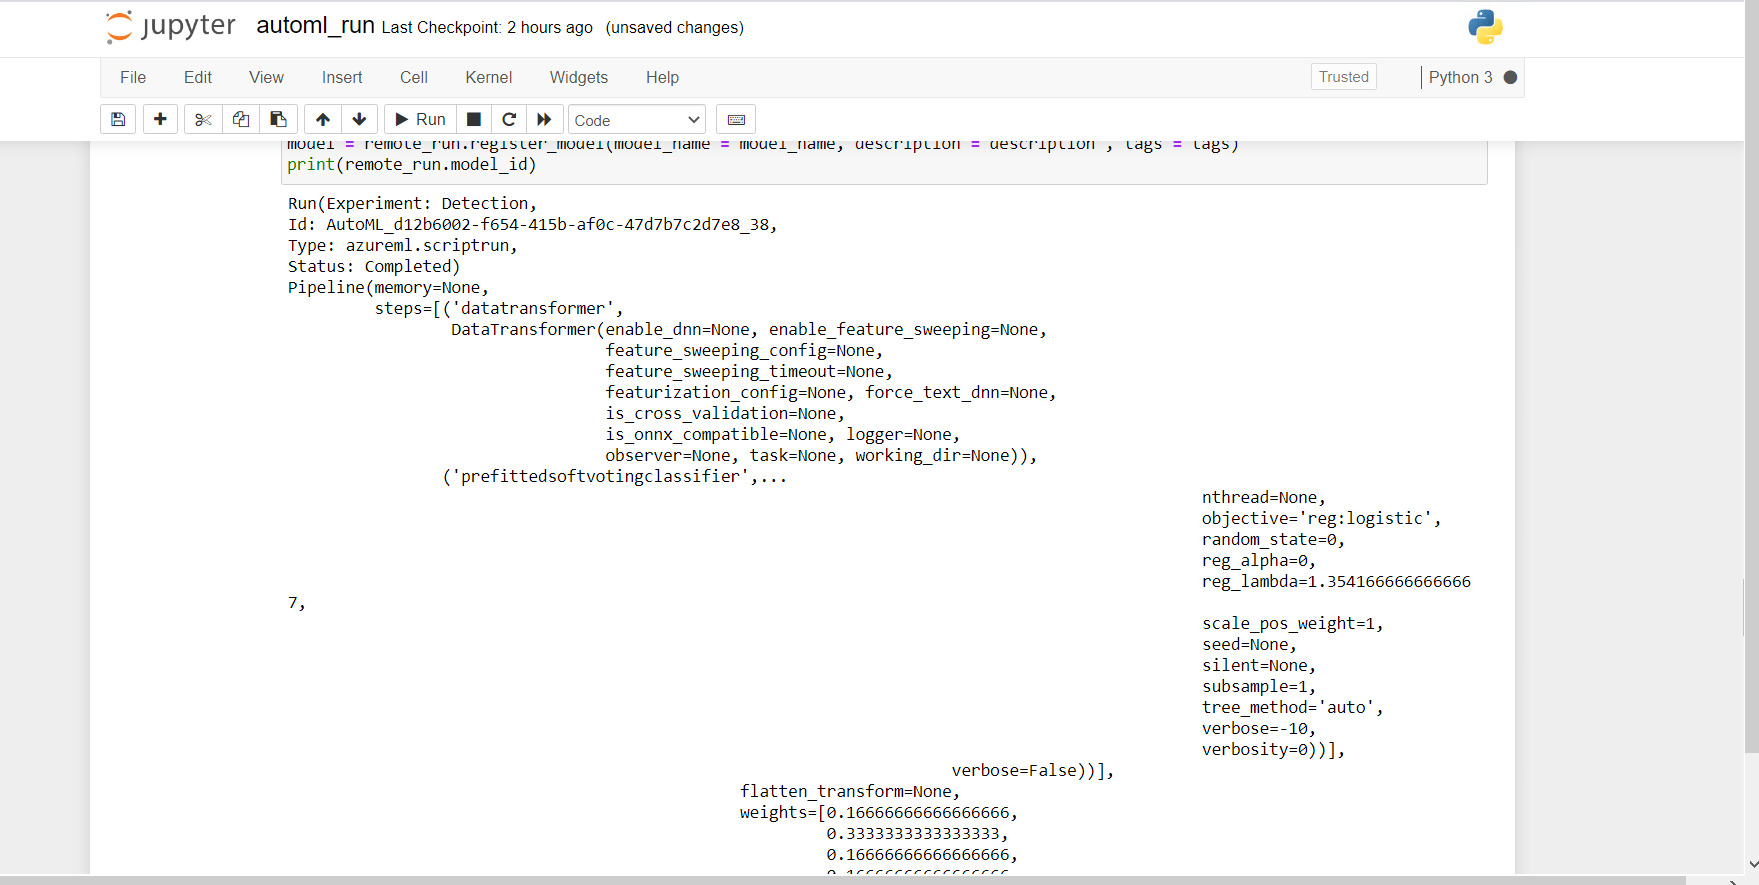 jupyter automl_run Last Checkpoint: 2 hours ago (unsaved changes)
File Edit View Insert Cell Kernel Widgets Help Trusted Python 3
Run Code
model = remote_run.register_model(model_name = model_name, description = description , tags = tags)
print(remote_run.model_id)
Run(Experiment: Detection,
Id: AutoML_d12b6002-f654-415b-af0c-47d7b7c2d7e8_38,
Type: azureml.scriptrun,
Status: Completed)
Pipeline(memory=None,
steps=[('datatransformer',
DataTransformer(enable_dnn=None, enable_feature_sweeping=None,
feature_sweeping_config=None,
feature_sweeping_timeout=None,
featurization_config=None, force_text_dnn=None,
is_cross_validation=None,
is_onnx_compatible=None, logger=None,
observer=None, task=None, working_dir=None)),
('prefittedsoftvotingclassifier',...
nthread=None,
objective='reg:logistic',
random_state=0,
reg_alpha=0,
reg_lambda=1.354166666666666
7,
scale_pos_weight=1,
seed=None,
silent=None,
subsample=1,
tree_method='auto',
verbose=-10,
verbosity=0))],
verbose=False))],
flatten_transform=None,
weights=[0.16666666666666666,
0.3333333333333333,
0.16666666666666666,